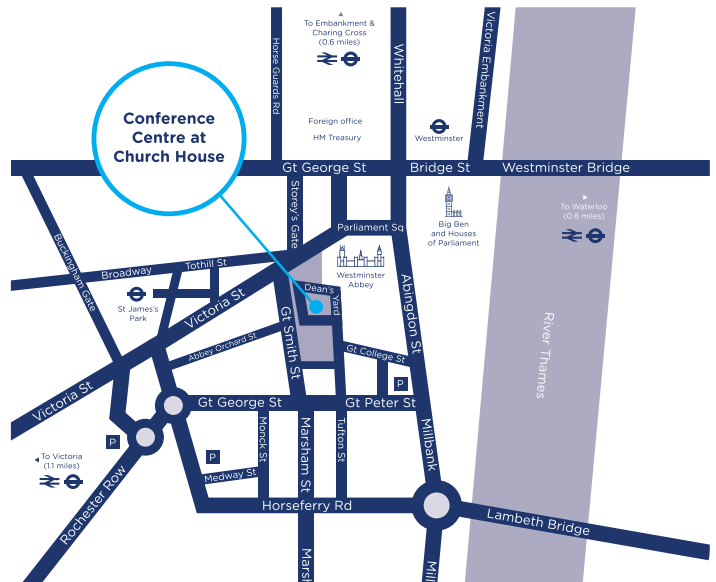 To Embankment &
Charing Cross
(0.6 miles)
Horse Guards Rd
Whitehall
Victoria Embankment
Conference
Centre at
Church House
Foreign office
HM Treasury
Westminster
Gt George St
Bridge St
Westminster Bridge
Storey's Gate
Parliament Sq
Big Ben
and Houses
of Parliament
To Waterloo
(0.8 miles)
Buckingham Gate
Broadway
Tothill St
Westminster
Abbey
Dean's
Yard
St James's
Park
Victoria St
Gt Smith St
Abingdon St
River Thames
Abbey Orchard St
Gt College St
P
Victoria St
Gt George St
Gt Peter St
P
To Victoria
(1.1 miles)
P
Monck St
Marsham St
Tufton St
Millbank
Medway St
Rochester Row
Horseferry Rd
Lambeth Bridge
Marsh
Mill